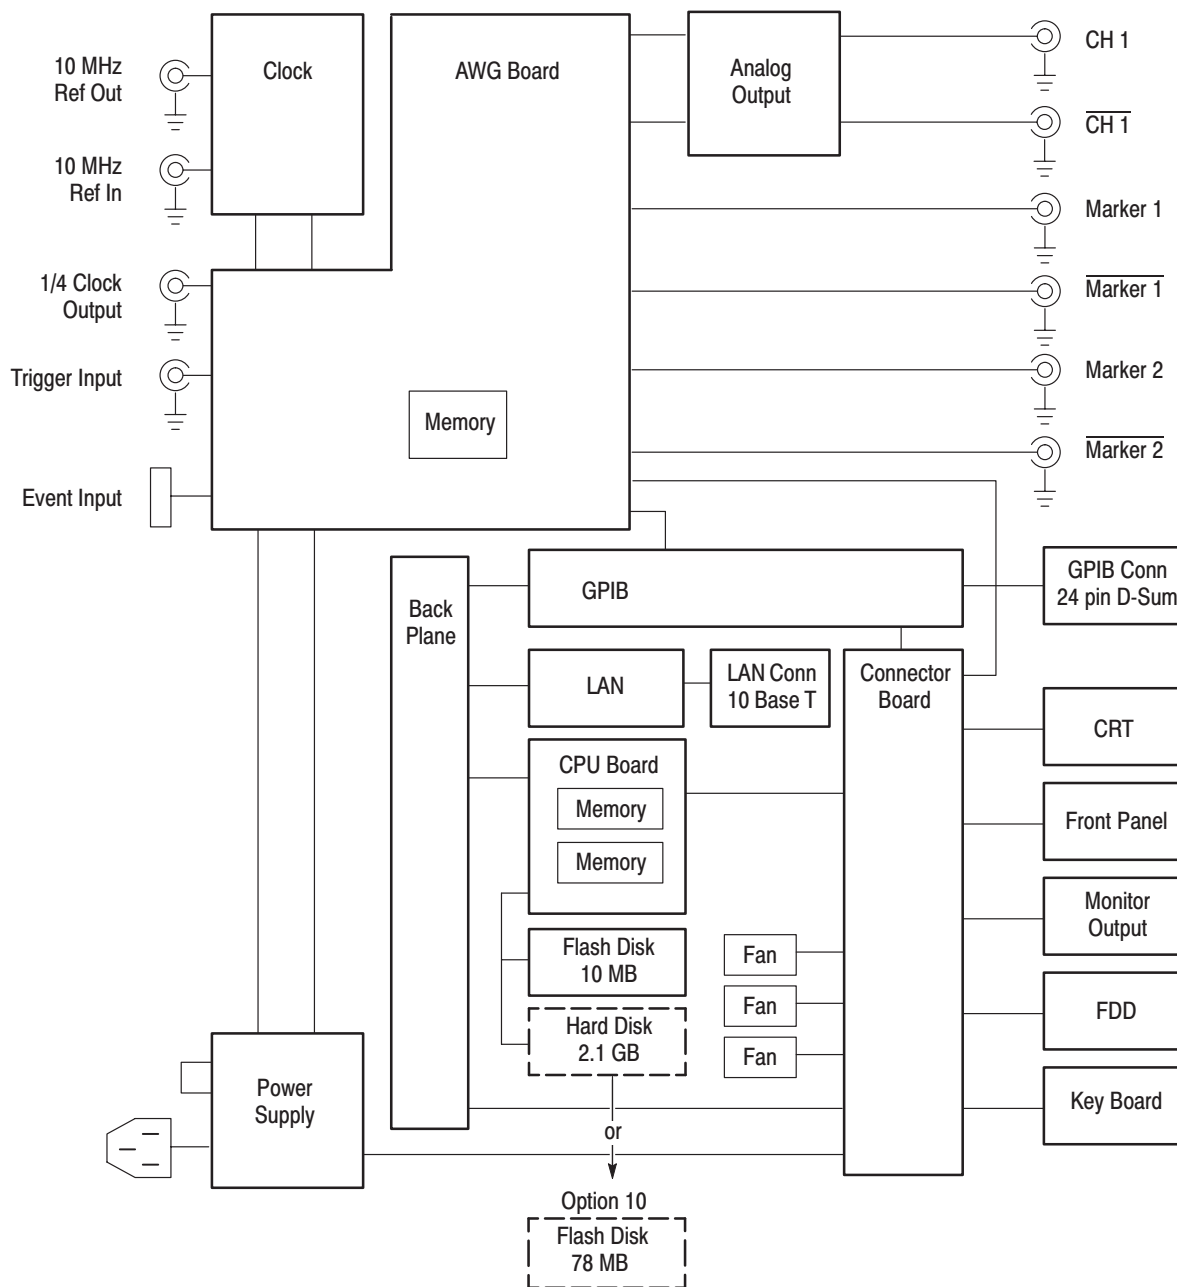 10 MHz
Ref Out
Clock
AWG Board
Analog
Output
CH 1
CH 1
10 MHz
Ref In
Marker 1
1/4 Clock
Output
Marker 1
Trigger Input
Marker 2
Memory
Marker 2
Event Input
Back
Plane
GPIB
GPIB Conn
24 pin D-Sum
LAN
LAN Conn
10 Base T
Connector
Board
CRT
CPU Board
Memory
Memory
Front Panel
Monitor
Output
Flash Disk
10 MB
Fan
Fan
Fan
FDD
Hard Disk
2.1 GB
Power
Supply
Key Board
or
Option 10
Flash Disk
78 MB